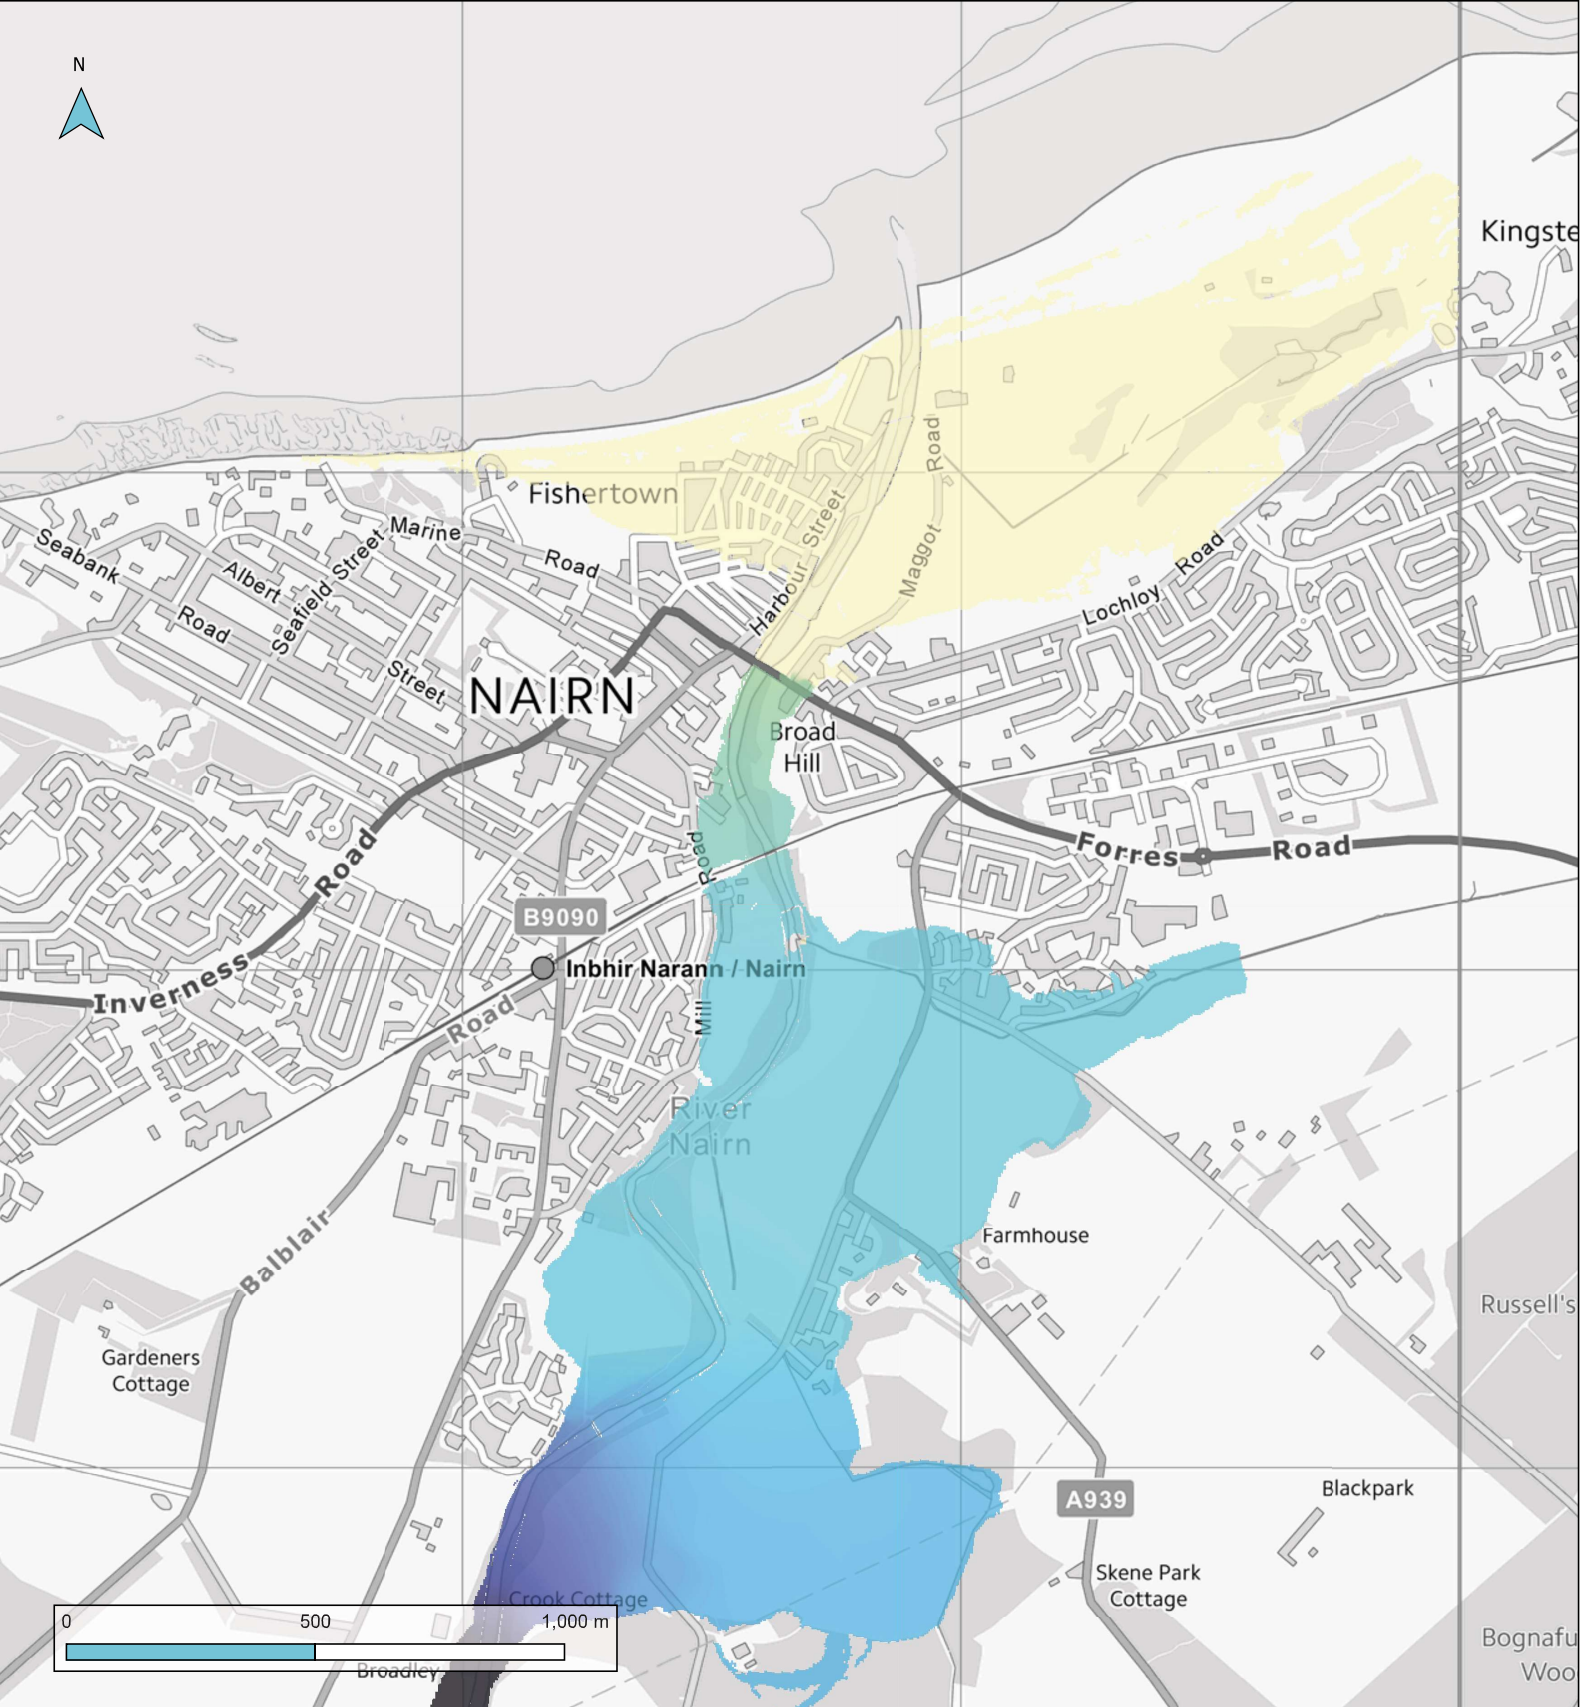 N
Kingste
Fishertown
Marine
Road
Seabank
Road
Albert
Street
Seafield Street
Harbour Street
Maggot Road
Lochloy Road
NAIRN
Broad
Hill
Inverness Road
Forres Road
Mill Road
B9090
Inbhir Narann / Nairn
Balblair Road
River
Nairn
Farmhouse
Russell's
Gardeners
Cottage
A939
Blackpark
Skene Park
Cottage
Crook Cottage
0 500 1,000 m
Broadley
Bognafu
Woo